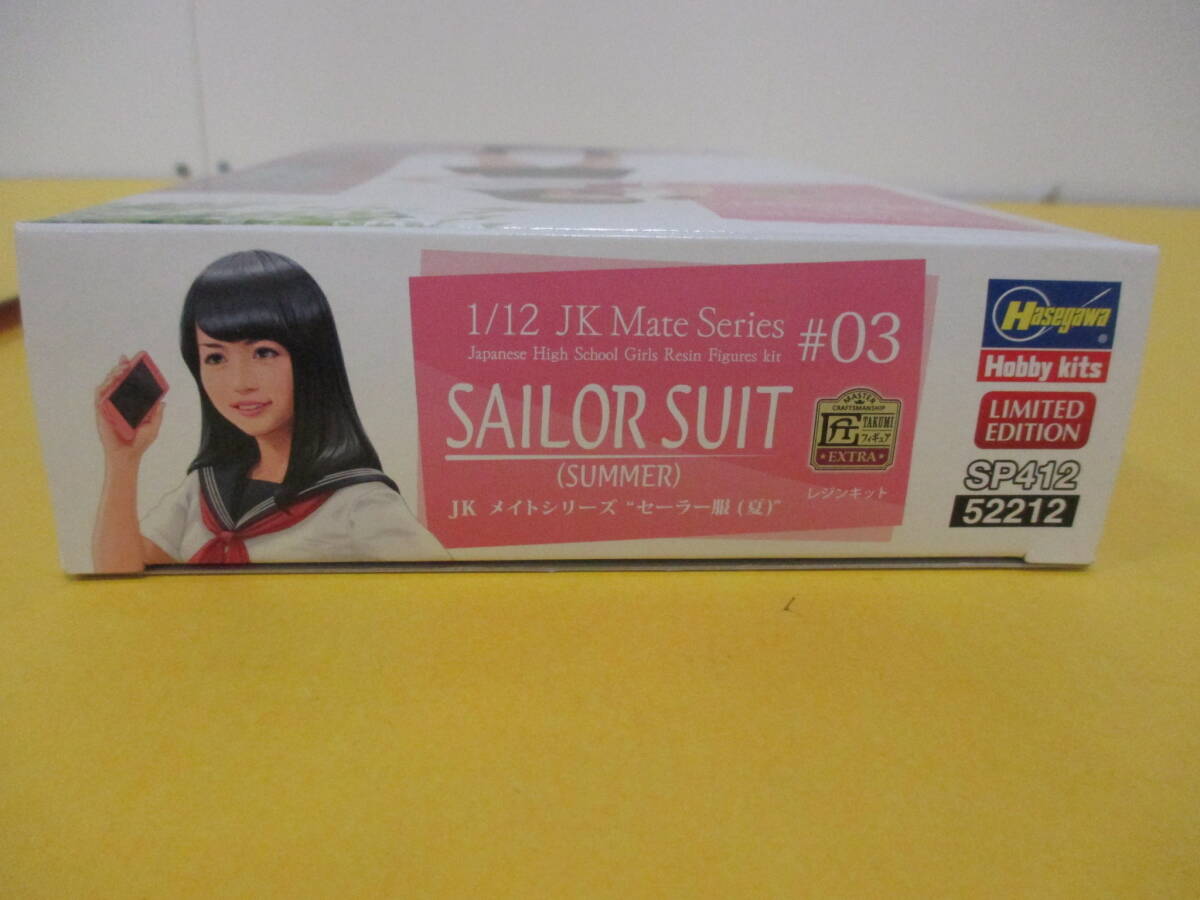 1/12 JK Mate Series #03
Japanese High School Girls Resin Figures kit
SAILOR SUIT
(SUMMER)
JK メイトシリーズ “セーラー服 (夏)”
MASTER
CRAFTSMANSHIP
TAKUMI
フィギュア
EXTRA
レジンキット
Hasegawa
Hobby kits
LIMITED
EDITION
SP412
52212